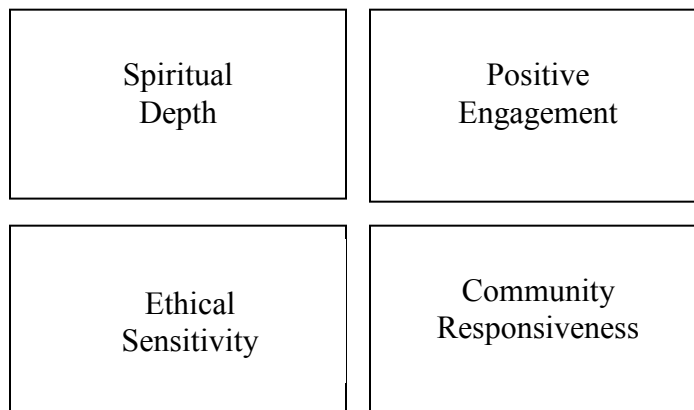 Spiritual
Depth
Positive
Engagement
Ethical
Sensitivity
Community
Responsiveness